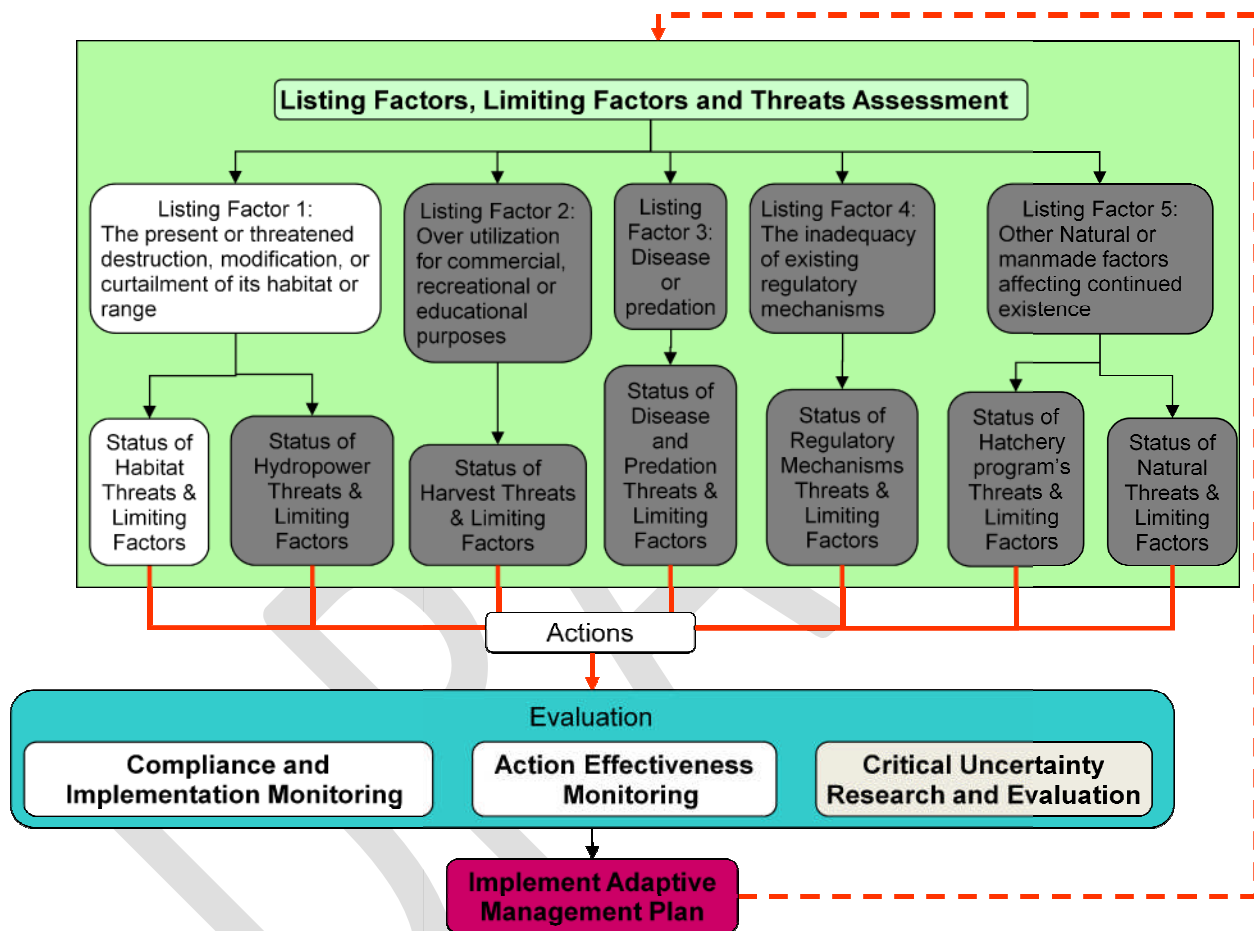 Listing Factors, Limiting Factors and Threats Assessment
Listing Factor 1:
The present or threatened
destruction, modification, or
curtailment of its habitat or
range
Listing Factor 2:
Over utilization
for commercial,
recreational or
educational
purposes
Listing
Factor 3:
Disease
or
predation
Listing Factor 4:
The inadequacy
of existing
regulatory
mechanisms
Listing Factor 5:
Other Natural or
manmade factors
affecting continued
existence
Status of
Habitat
Threats &
Limiting
Factors
Status of
Hydropower
Threats &
Limiting
Factors
Status of
Harvest Threats
& Limiting
Factors
Status of
Disease
and
Predation
Threats &
Limiting
Factors
Status of
Regulatory
Mechanisms
Threats &
Limiting
Factors
Status of
Hatchery
program's
Threats &
Limiting
Factors
Status of
Natural
Threats &
Limiting
Factors
Actions
Evaluation
Compliance and
Implementation Monitoring
Action Effectiveness
Monitoring
Critical Uncertainty
Research and Evaluation
Implement Adaptive
Management Plan